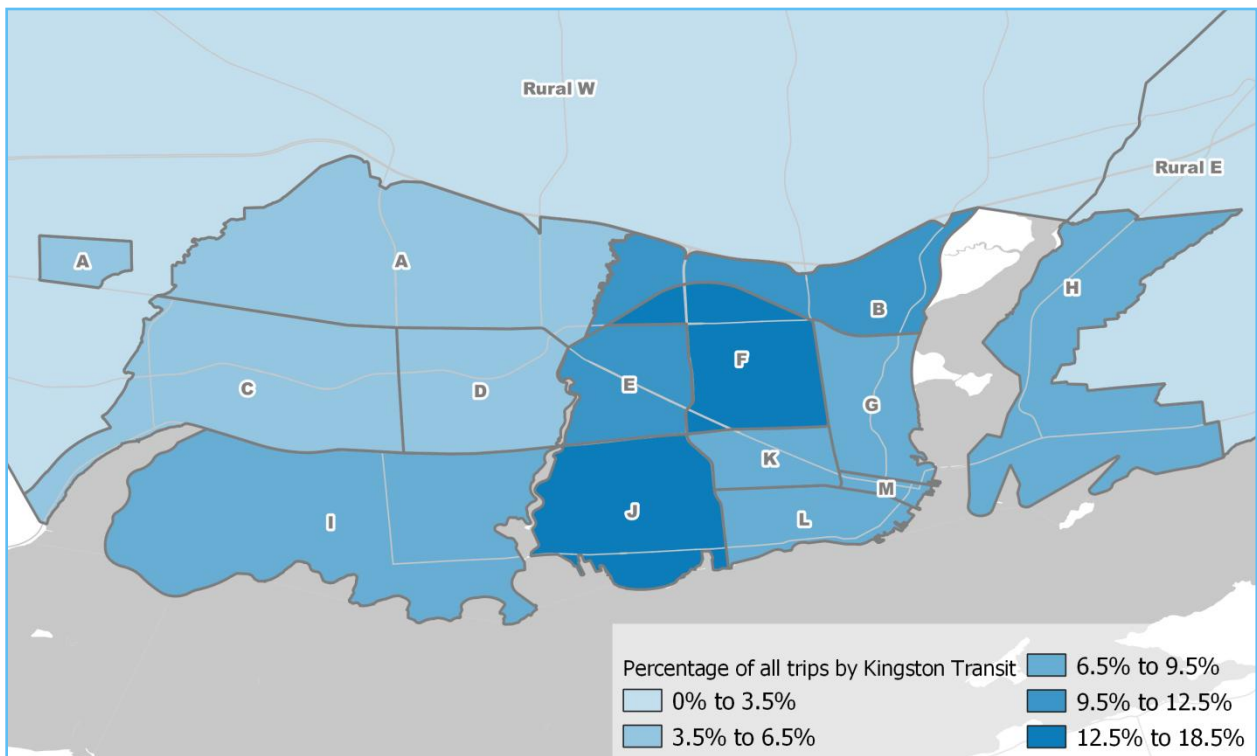 Rural W
Rural E
A
A
H
B
F
E
C
D
G
K
M
I
J
L
Percentage of all trips by Kingston Transit
0% to 3.5%
3.5% to 6.5%
6.5% to 9.5%
9.5% to 12.5%
12.5% to 18.5%